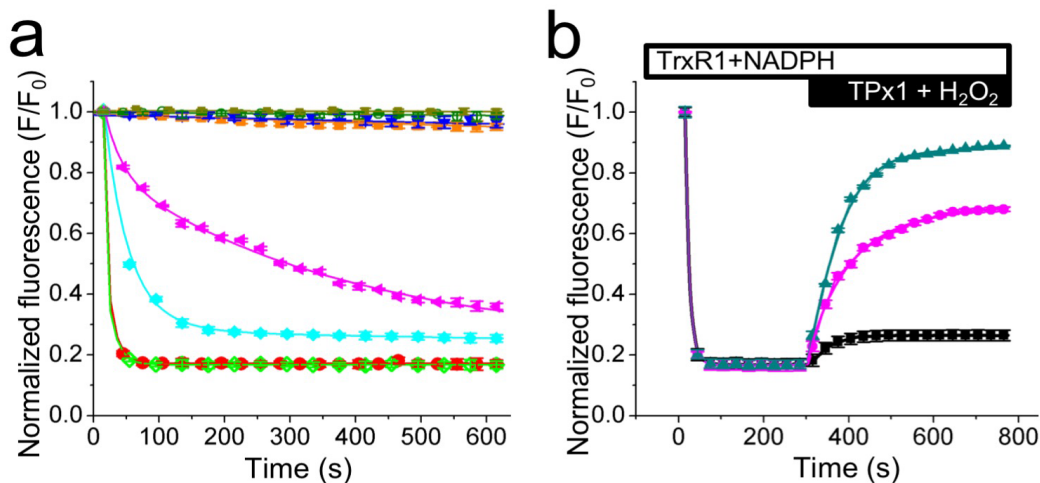 a
Normalized fluorescence (F/F₀)
1.0
0.8
0.6
0.4
0.2
0.0
0 100 200 300 400 500 600
Time (s)
b
TrxR1+NADPH
TPx1 + H₂O₂
Normalized fluorescence (F/F₀)
1.0
0.8
0.6
0.4
0.2
0.0
0 200 400 600 800
Time (s)